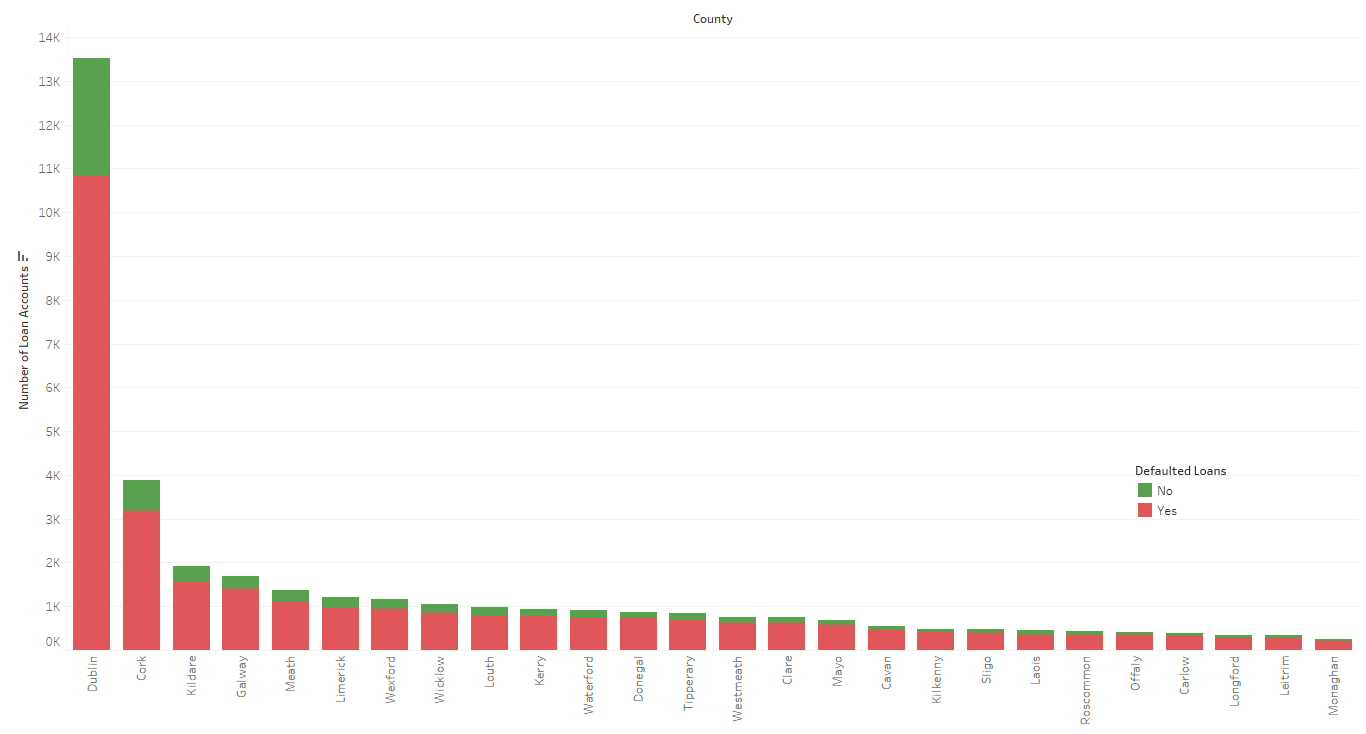 County
14K
13K
12K
11K
10K
9K
8K
7K
6K
5K
4K
3K
2K
1K
0K
Number of Loan Accounts
Defaulted Loans
No
Yes
Dublin
Cork
Kildare
Galway
Meath
Limerick
Wexford
Wicklow
Louth
Kerry
Waterford
Donegal
Tipperary
Westmeath
Clare
Mayo
Cavan
Kilkenny
Sligo
Laois
Roscommon
Offaly
Carlow
Longford
Leitrim
Monaghan